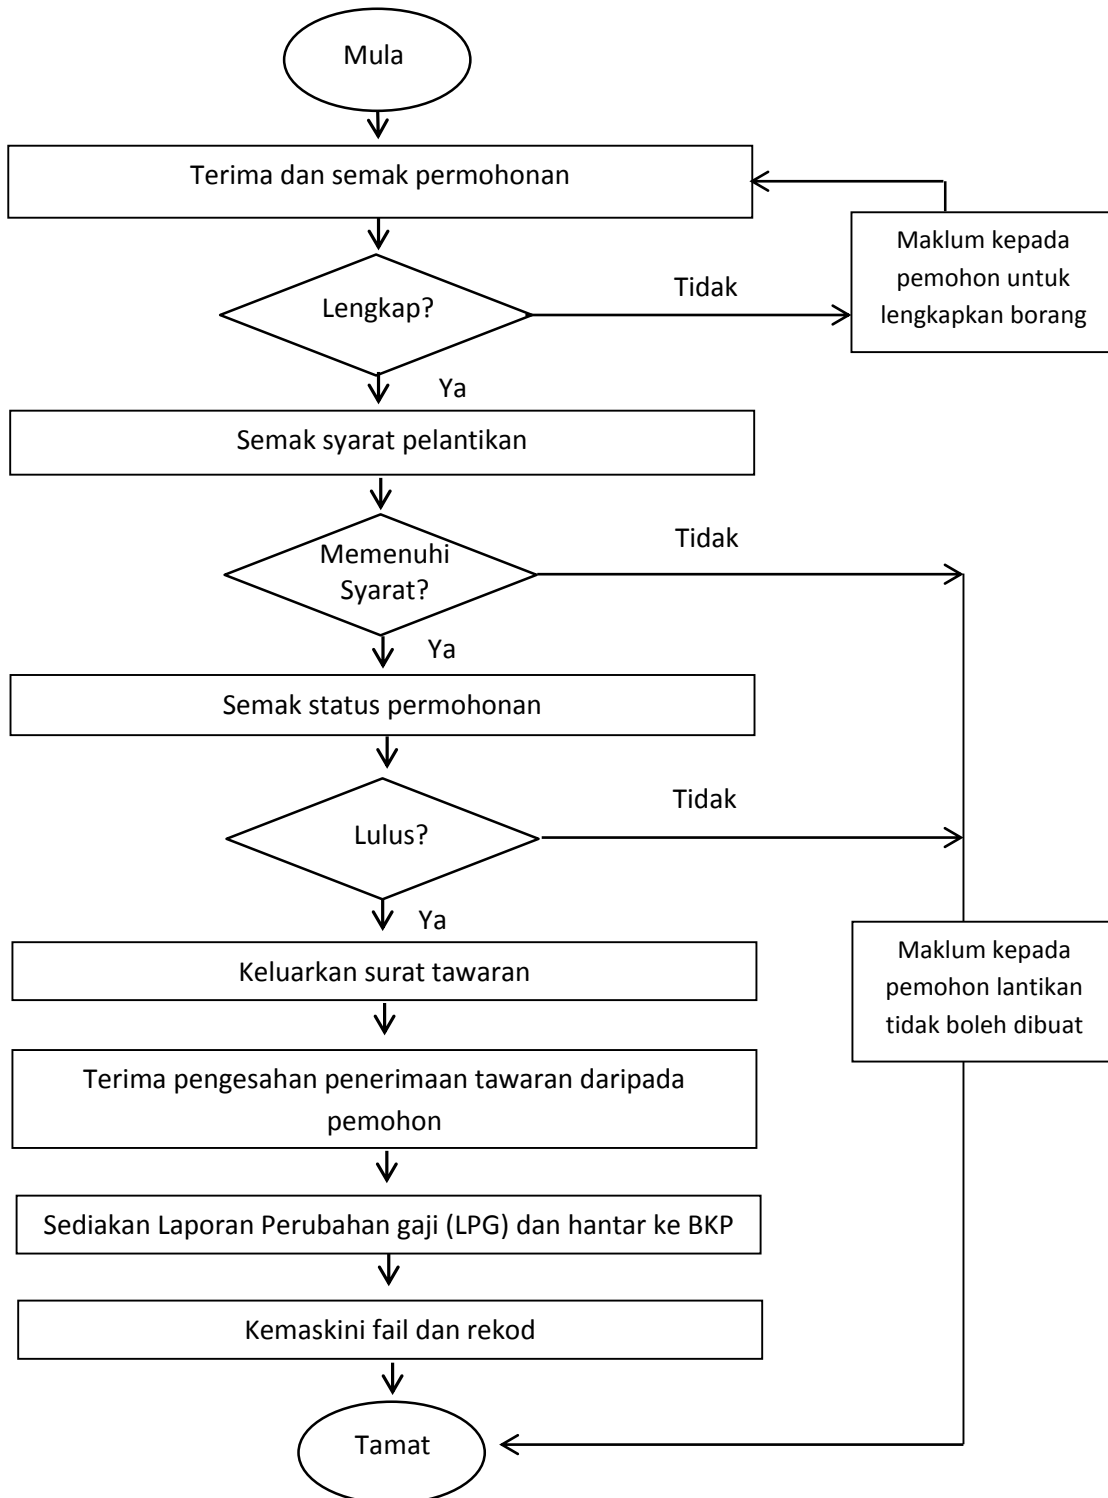 Mula
Terima dan semak permohonan
Maklum kepada
pemohon untuk
lengkapkan borang
Lengkap?
Tidak
Ya
Semak syarat pelantikan
Memenuhi
Syarat?
Tidak
Ya
Semak status permohonan
Lulus?
Tidak
Ya
Keluarkan surat tawaran
Maklum kepada
pemohon lantikan
tidak boleh dibuat
Terima pengesahan penerimaan tawaran daripada
pemohon
Sediakan Laporan Perubahan gaji (LPG) dan hantar ke BKP
Kemaskini fail dan rekod
Tamat